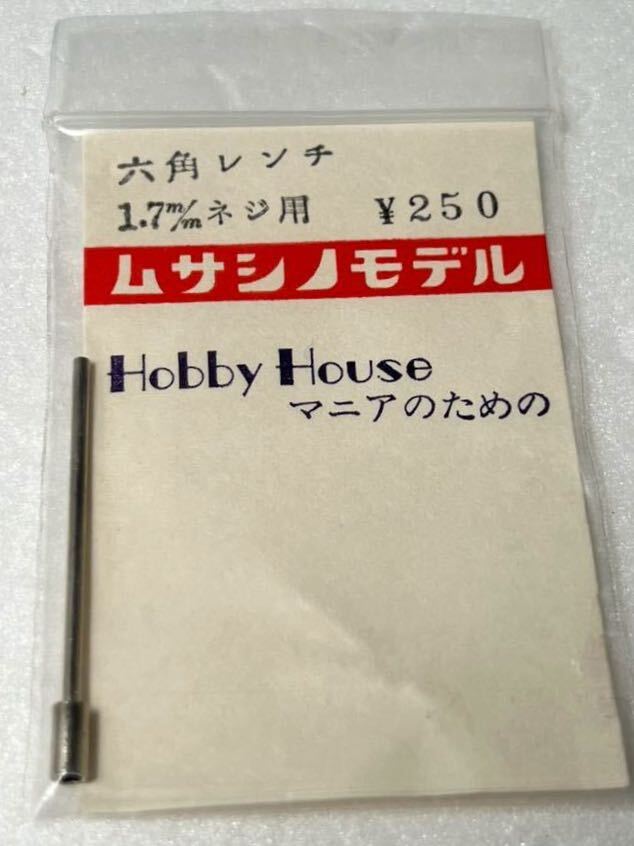 六角レンチ
1.7m/mネジ用 ¥250
ムサシノモデル
Hobby House
マニアのための